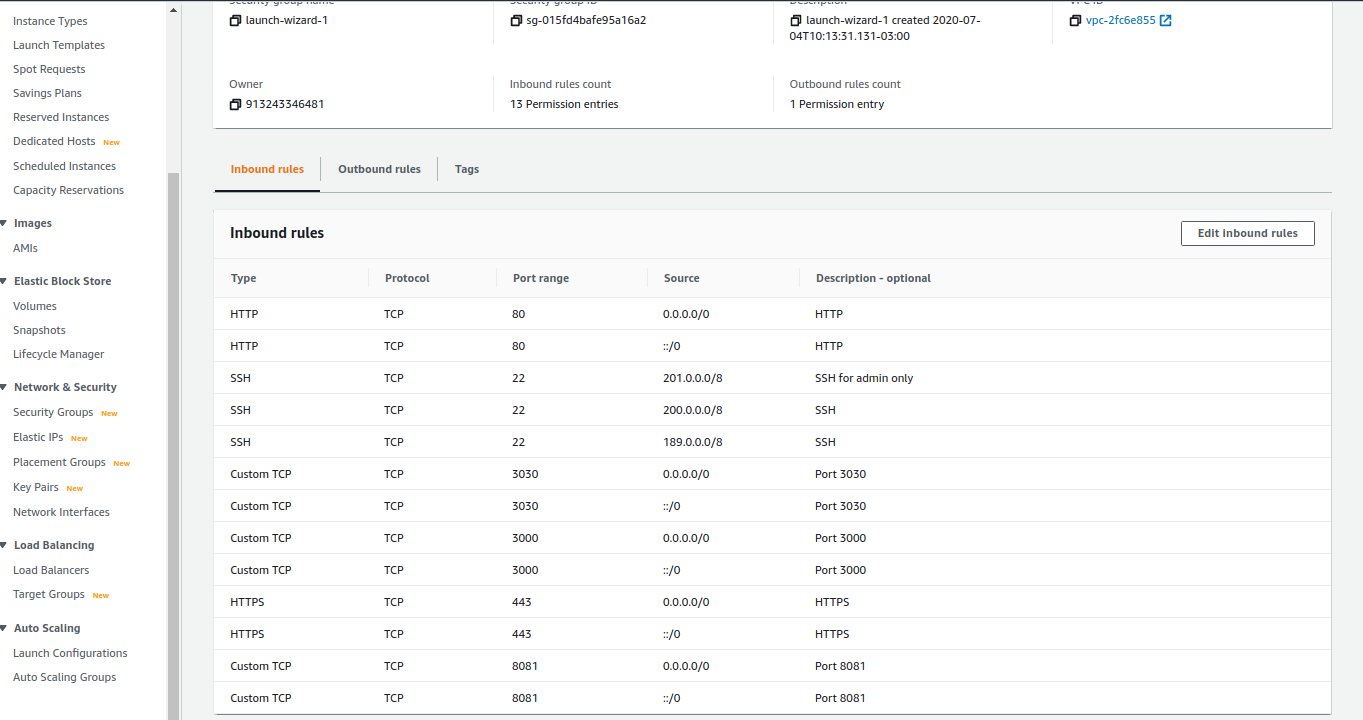 Instance Types
Launch Templates
Spot Requests
Savings Plans
Reserved Instances
Dedicated Hosts New
Scheduled Instances
Capacity Reservations
Images
AMIs
Elastic Block Store
Volumes
Snapshots
Lifecycle Manager
Network & Security
Security Groups New
Elastic IPs New
Placement Groups New
Key Pairs New
Network Interfaces
Load Balancing
Load Balancers
Target Groups New
Auto Scaling
Launch Configurations
Auto Scaling Groups
Security group name
launch-wizard-1
Security group ID
sg-015fd4bafe95a16a2
Description
launch-wizard-1 created 2020-07-
04T10:13:31.131-03:00
VPC ID
vpc-2fc6e855
Owner
913243346481
Inbound rules count
13 Permission entries
Outbound rules count
1 Permission entry
Inbound rules Outbound rules Tags
Inbound rules Edit inbound rules
Type Protocol Port range Source Description - optional
HTTP TCP 80 0.0.0.0/0 HTTP
HTTP TCP 80 ::/0 HTTP
SSH TCP 22 201.0.0.0/8 SSH for admin only
SSH TCP 22 200.0.0.0/8 SSH
SSH TCP 22 189.0.0.0/8 SSH
Custom TCP TCP 3030 0.0.0.0/0 Port 3030
Custom TCP TCP 3030 ::/0 Port 3030
Custom TCP TCP 3000 0.0.0.0/0 Port 3000
Custom TCP TCP 3000 ::/0 Port 3000
HTTPS TCP 443 0.0.0.0/0 HTTPS
HTTPS TCP 443 ::/0 HTTPS
Custom TCP TCP 8081 0.0.0.0/0 Port 8081
Custom TCP TCP 8081 ::/0 Port 8081